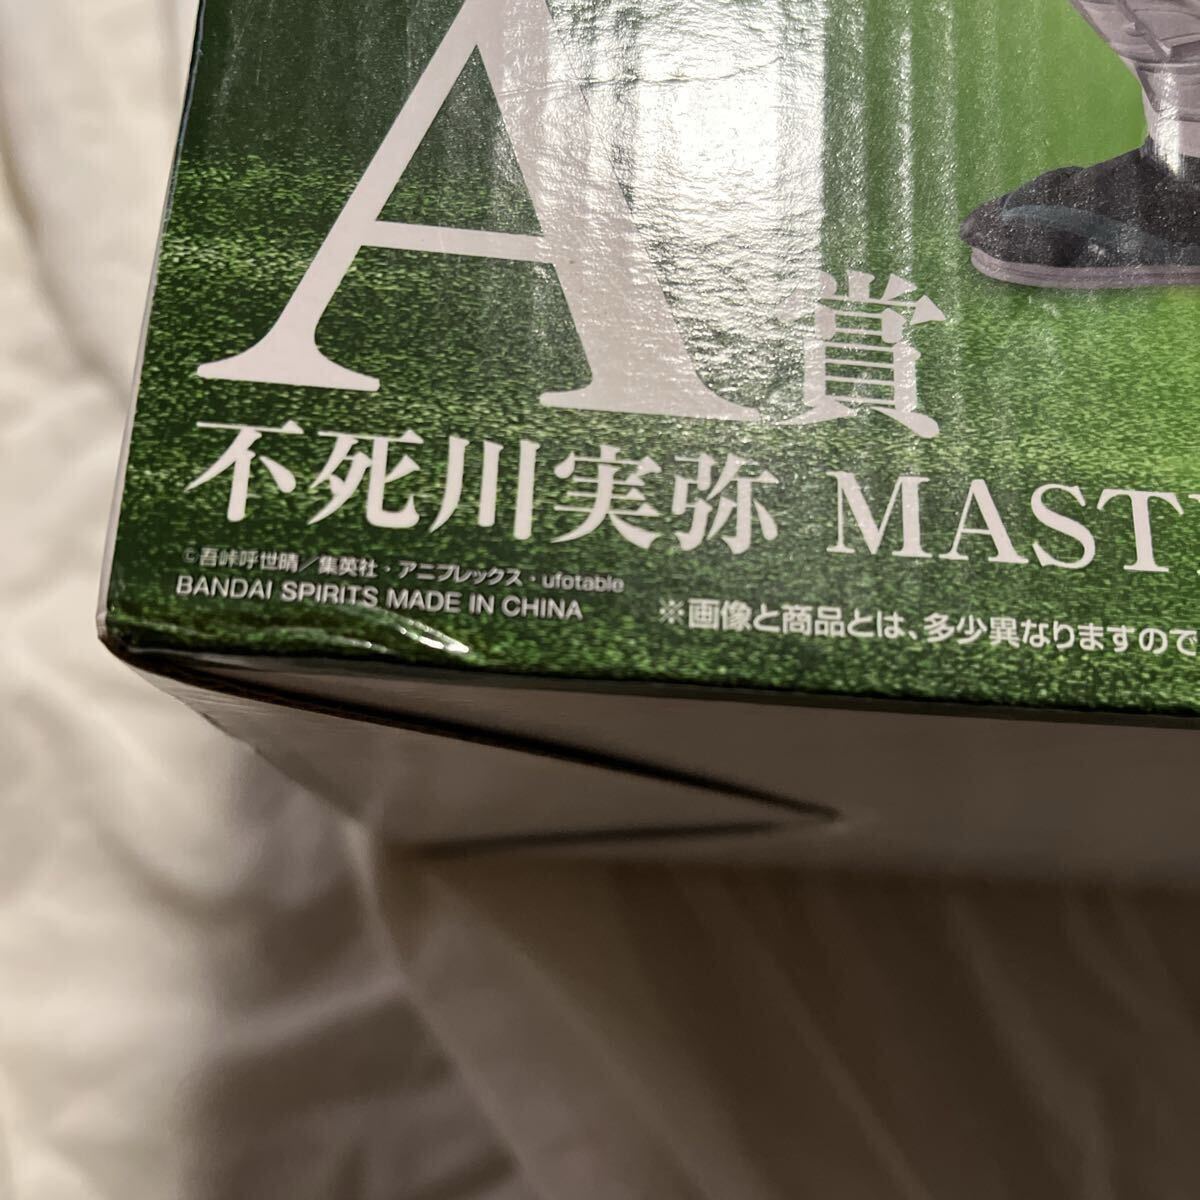 A賞
不死川実弥 MAST
©吾峠呼世晴／集英社・アニプレックス・ufotable
BANDAI SPIRITS MADE IN CHINA
※画像と商品とは、多少異なりますので